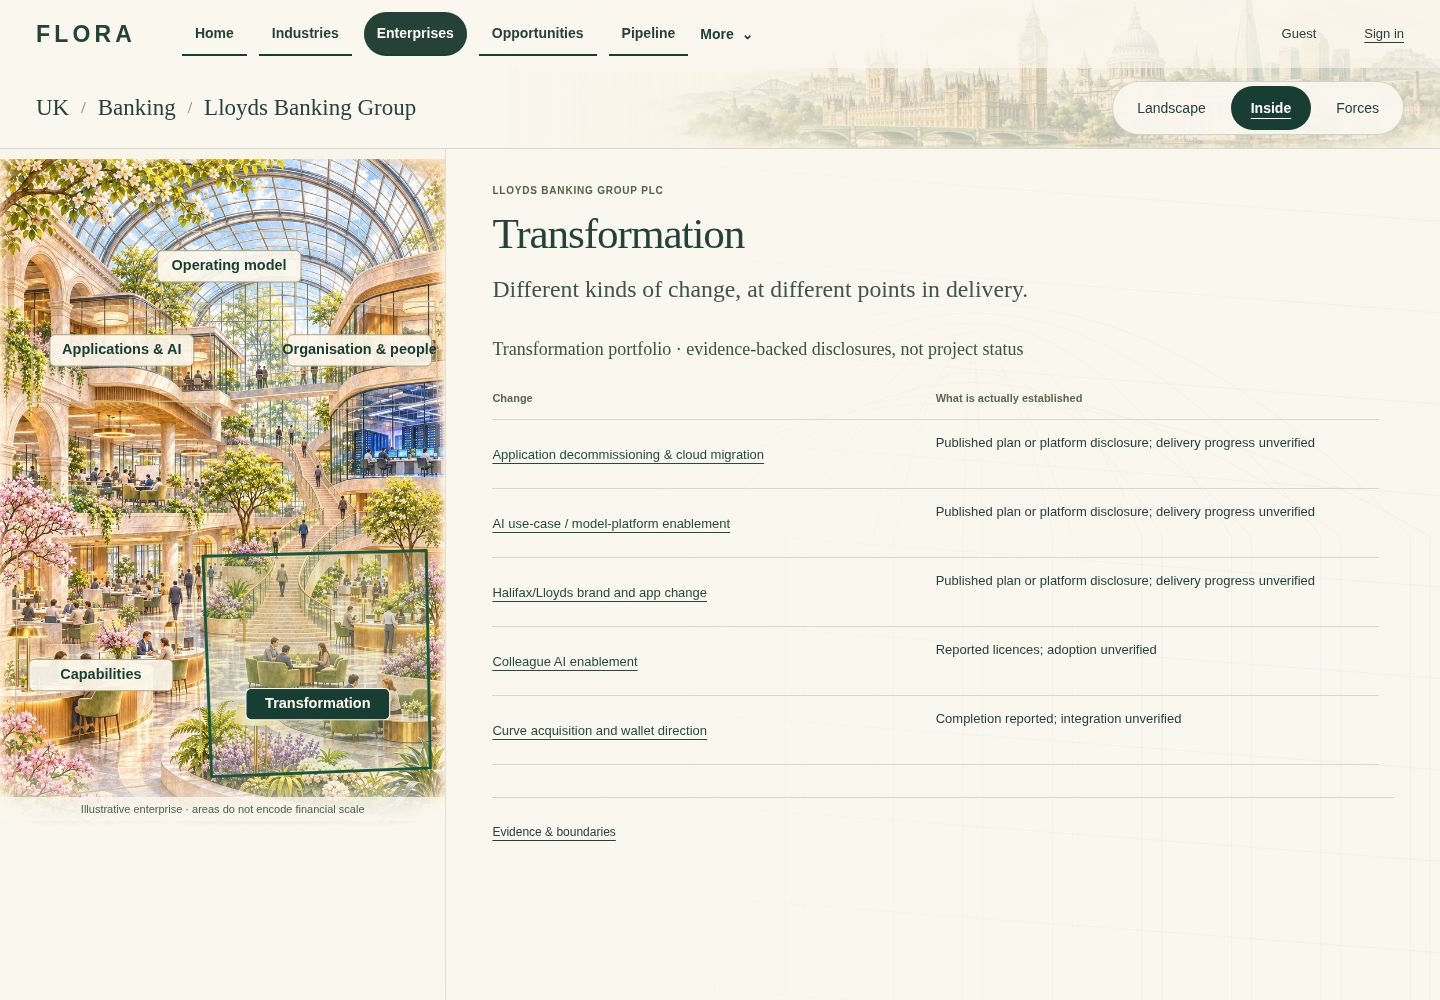 FLORA
Home
Industries
Enterprises
Opportunities
Pipeline
More
Guest
Sign in
UK / Banking / Lloyds Banking Group
Landscape
Inside
Forces
Operating model
Applications & AI
Organisation & people
Capabilities
Transformation
Illustrative enterprise · areas do not encode financial scale
LLOYDS BANKING GROUP PLC
Transformation
Different kinds of change, at different points in delivery.
Transformation portfolio · evidence-backed disclosures, not project status
Change
What is actually established
Application decommissioning & cloud migration
Published plan or platform disclosure; delivery progress unverified
AI use-case / model-platform enablement
Published plan or platform disclosure; delivery progress unverified
Halifax/Lloyds brand and app change
Published plan or platform disclosure; delivery progress unverified
Colleague AI enablement
Reported licences; adoption unverified
Curve acquisition and wallet direction
Completion reported; integration unverified
Evidence & boundaries